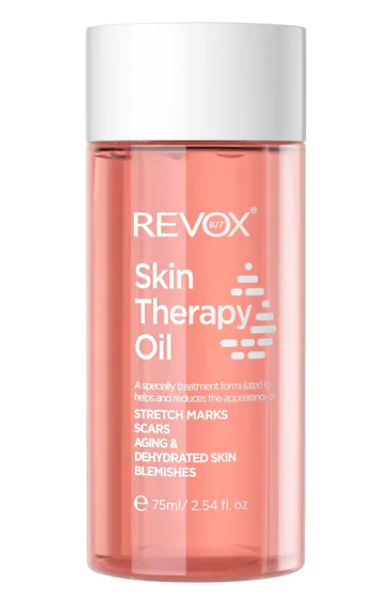 REVOX®
B77
Skin
Therapy
Oil
A specialy treatment formulated to
helps and reduces the appearance of
STRETCH MARKS
SCARS
AGING &
DEHYDRATED SKIN
BLEMISHES
e 75ml/ 2.54 fl. oz